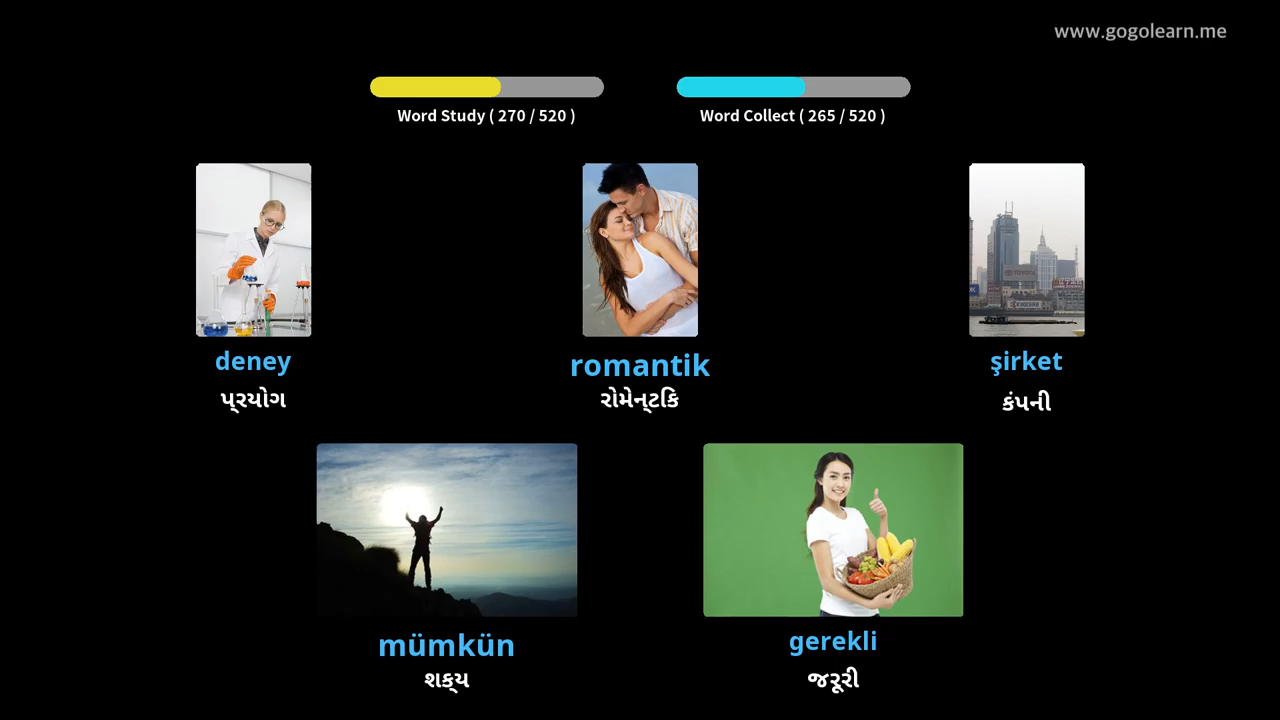 www.gogolearn.me
Word Study ( 270 / 520 )
Word Collect ( 265 / 520 )
deney
પ્રયોગ
romantik
રોમેન્ટિક
şirket
કંપની
TOYOTA
mümkün
શક્ય
gerekli
જરૂરી